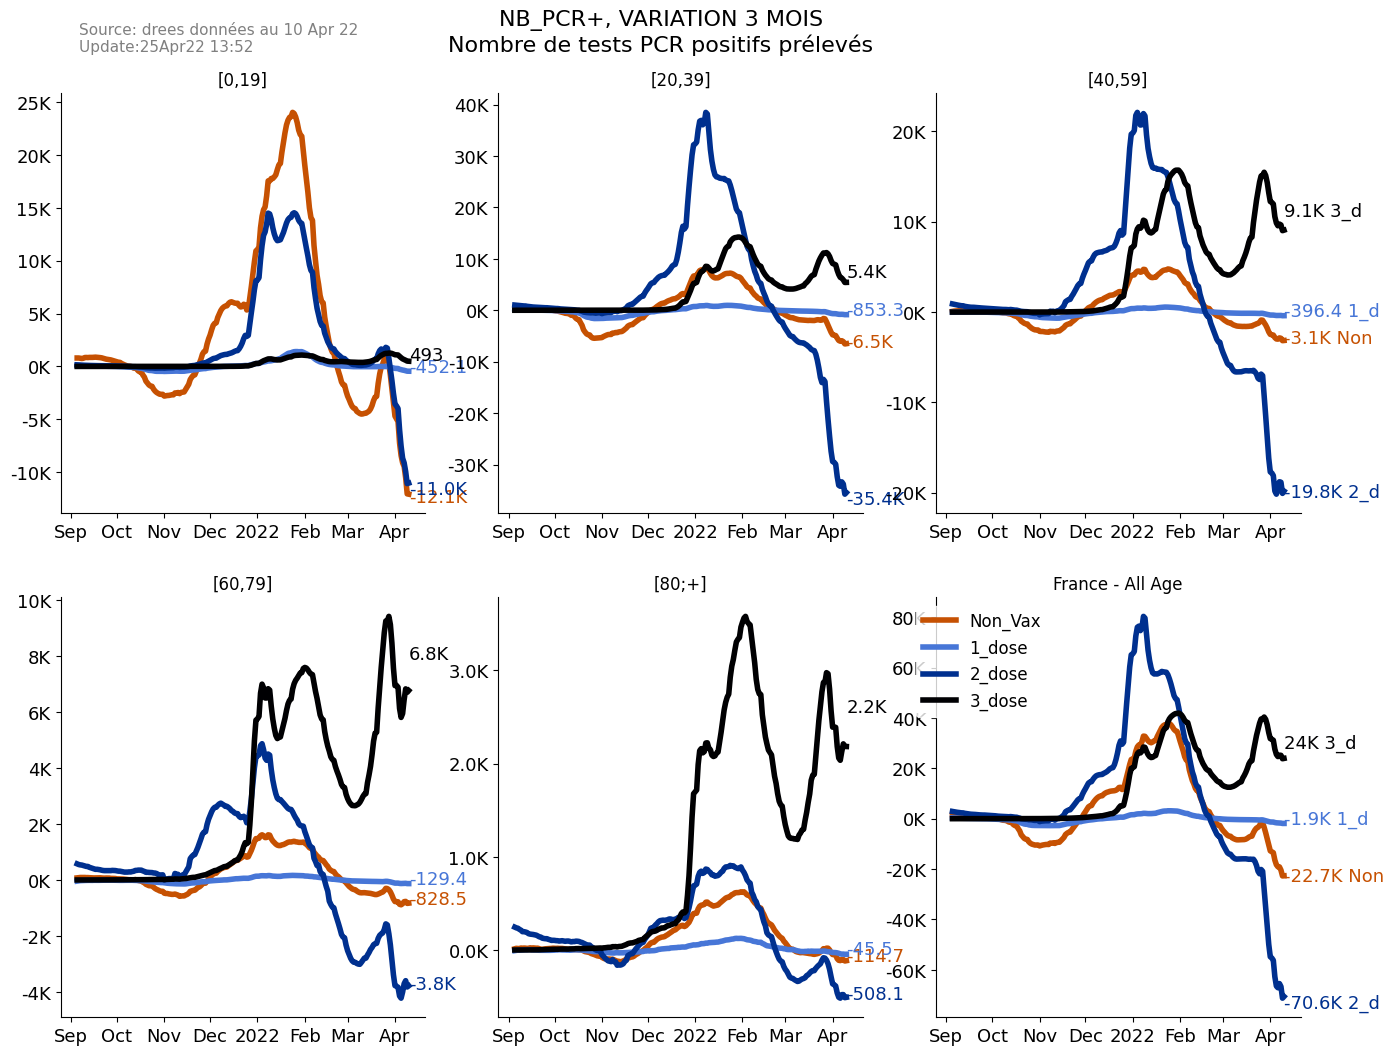 Source: drees données au 10 Apr 22
Update:25Apr22 13:52
NB_PCR+, VARIATION 3 MOIS
Nombre de tests PCR positifs prélevés
[0,19]
25K
20K
15K
10K
5K
0K
-5K
-10K
493
-452.1
-11.0K
-12.1K
Sep Oct Nov Dec 2022 Feb Mar Apr
[20,39]
40K
30K
20K
10K
0K
-10K
-20K
-30K
5.4K
-853.3
-6.5K
-35.4K
Sep Oct Nov Dec 2022 Feb Mar Apr
[40,59]
20K
10K
0K
-10K
-20K
9.1K 3_d
-396.4 1_d
-3.1K Non
-19.8K 2_d
Sep Oct Nov Dec 2022 Feb Mar Apr
[60,79]
10K
8K
6K
4K
2K
0K
-2K
-4K
6.8K
-129.4
-828.5
-3.8K
Sep Oct Nov Dec 2022 Feb Mar Apr
[80;+]
3.0K
2.0K
1.0K
0.0K
2.2K
-45.5
-114.7
-508.1
Sep Oct Nov Dec 2022 Feb Mar Apr
France - All Age
80K
60K
40K
20K
0K
-20K
-40K
-60K
Non_Vax
1_dose
2_dose
3_dose
24K 3_d
-1.9K 1_d
-22.7K Non
-70.6K 2_d
Sep Oct Nov Dec 2022 Feb Mar Apr